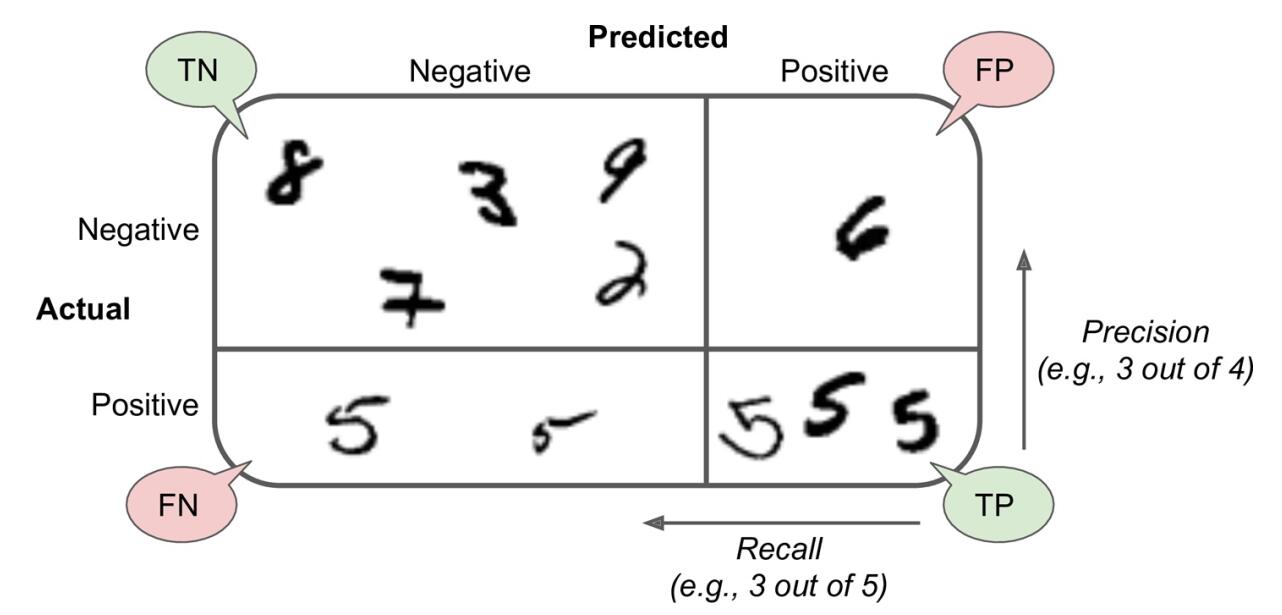 Predicted
TN
Negative
Positive
FP
8
3
9
Negative
6
7
2
Actual
Precision
(e.g., 3 out of 4)
Positive
5
5
5
5
5
FN
TP
Recall
(e.g., 3 out of 5)